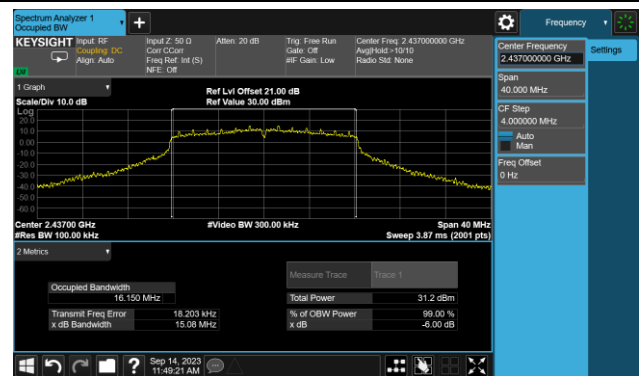 Spectrum Analyzer 1
Occupied BW
+
Frequency
KEYSIGHT
Input: RF
Coupling: DC
Align: Auto
Input Z: 50 Ω
Corr CCorr
Freq Ref: Int (S)
NFE: Off
Atten: 20 dB
Trig: Free Run
Gate: Off
#IF Gain: Low
Center Freq: 2.437000000 GHz
Avg|Hold:>10/10
Radio Std: None
Center Frequency
2.437000000 GHz
Settings
Span
40.000 MHz
CF Step
4.000000 MHz
Auto
Man
Freq Offset
0 Hz
1 Graph
Scale/Div 10.0 dB
Ref Lvl Offset 21.00 dB
Ref Value 30.00 dBm
Log
20.0
10.0
0.00
-10.0
-20.0
-30.0
-40.0
-50.0
-60.0
Center 2.43700 GHz
#Res BW 100.00 kHz
#Video BW 300.00 kHz
Span 40 MHz
Sweep 3.87 ms (2001 pts)
2 Metrics
Measure Trace
Trace 1
Occupied Bandwidth
16.150 MHz
Total Power
31.2 dBm
Transmit Freq Error
18.203 kHz
% of OBW Power
99.00 %
x dB Bandwidth
15.08 MHz
x dB
-6.00 dB
?
Sep 14, 2023
11:49:21 AM